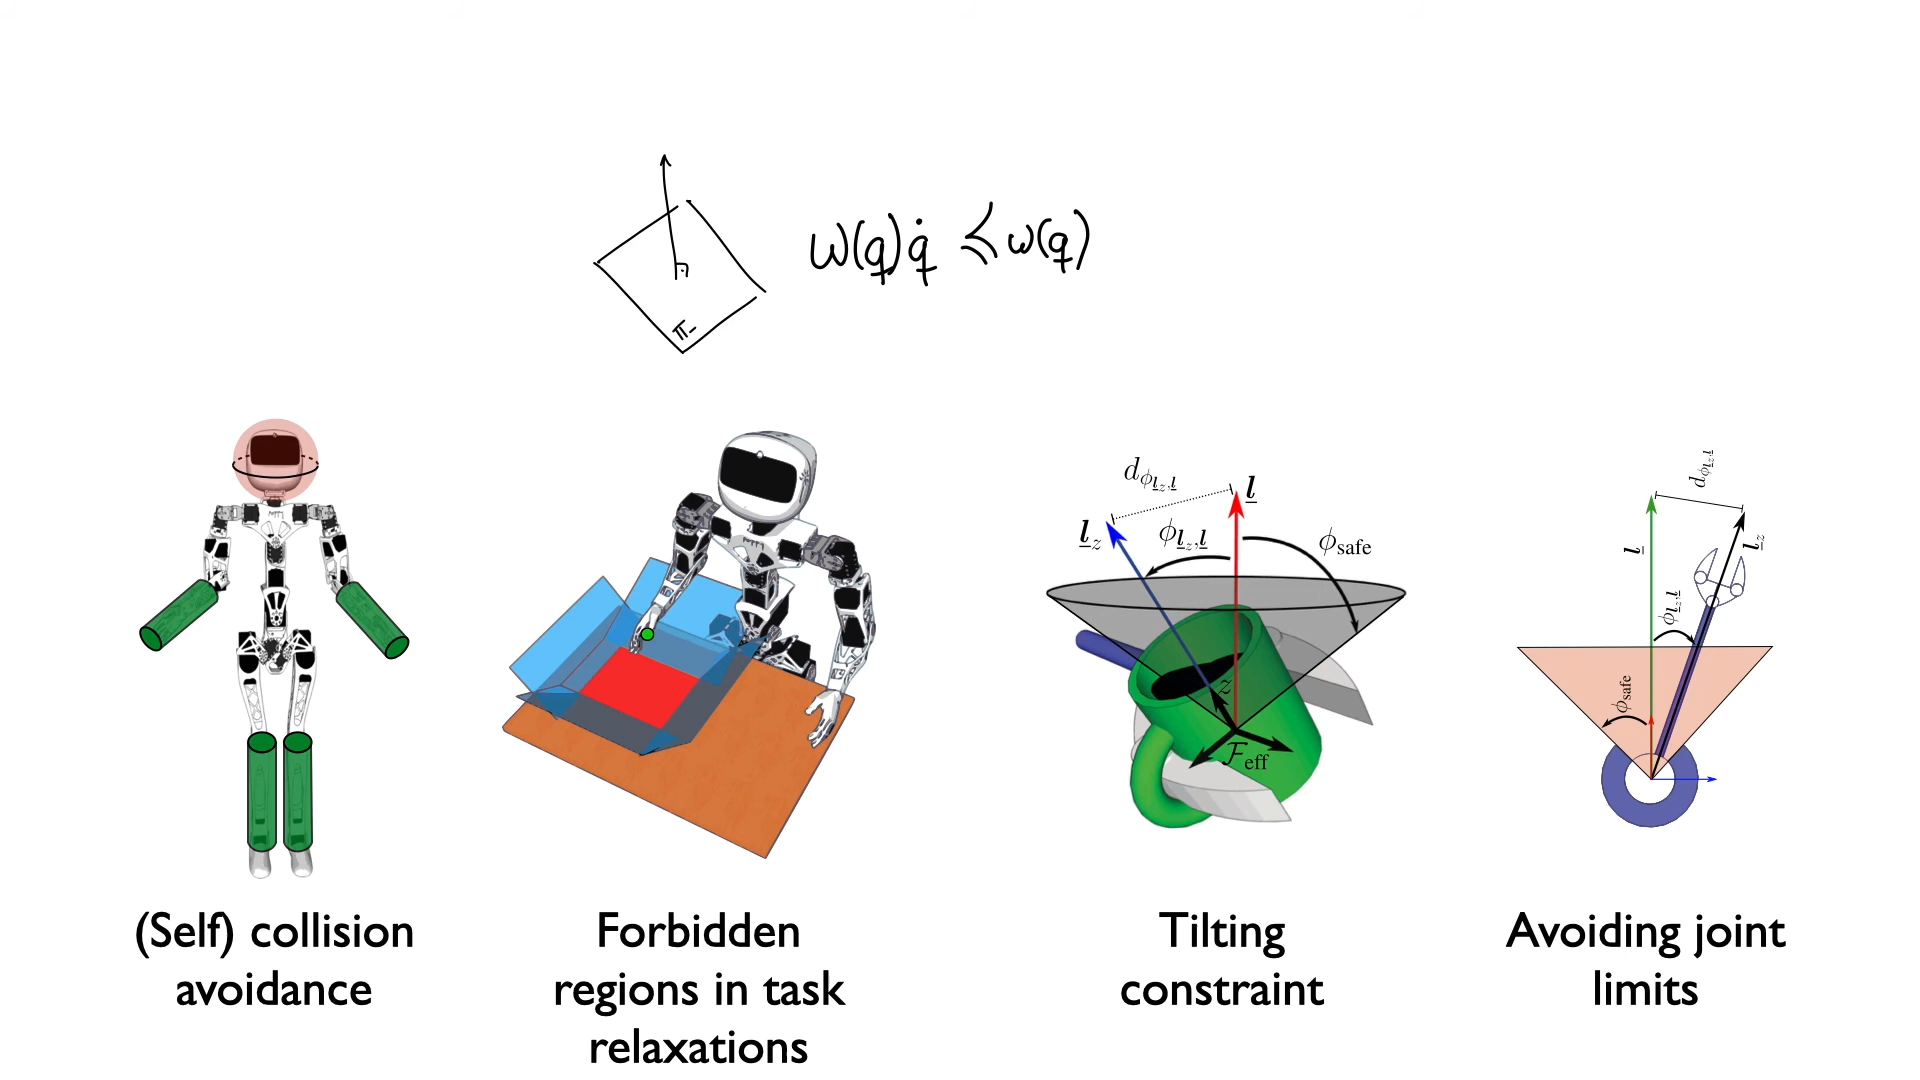 W(q)q̇ ≼ w(q)
π
d_{ϕ_{l_z,l}}
l
l_z
ϕ_{l_z,l}
ϕ_safe
z
F_eff
d_{ϕ_{l_z,l}}
l
l_z
ϕ_{l_z,l}
ϕ_safe
(Self) collision
avoidance
Forbidden
regions in task
relaxations
Tilting
constraint
Avoiding joint
limits